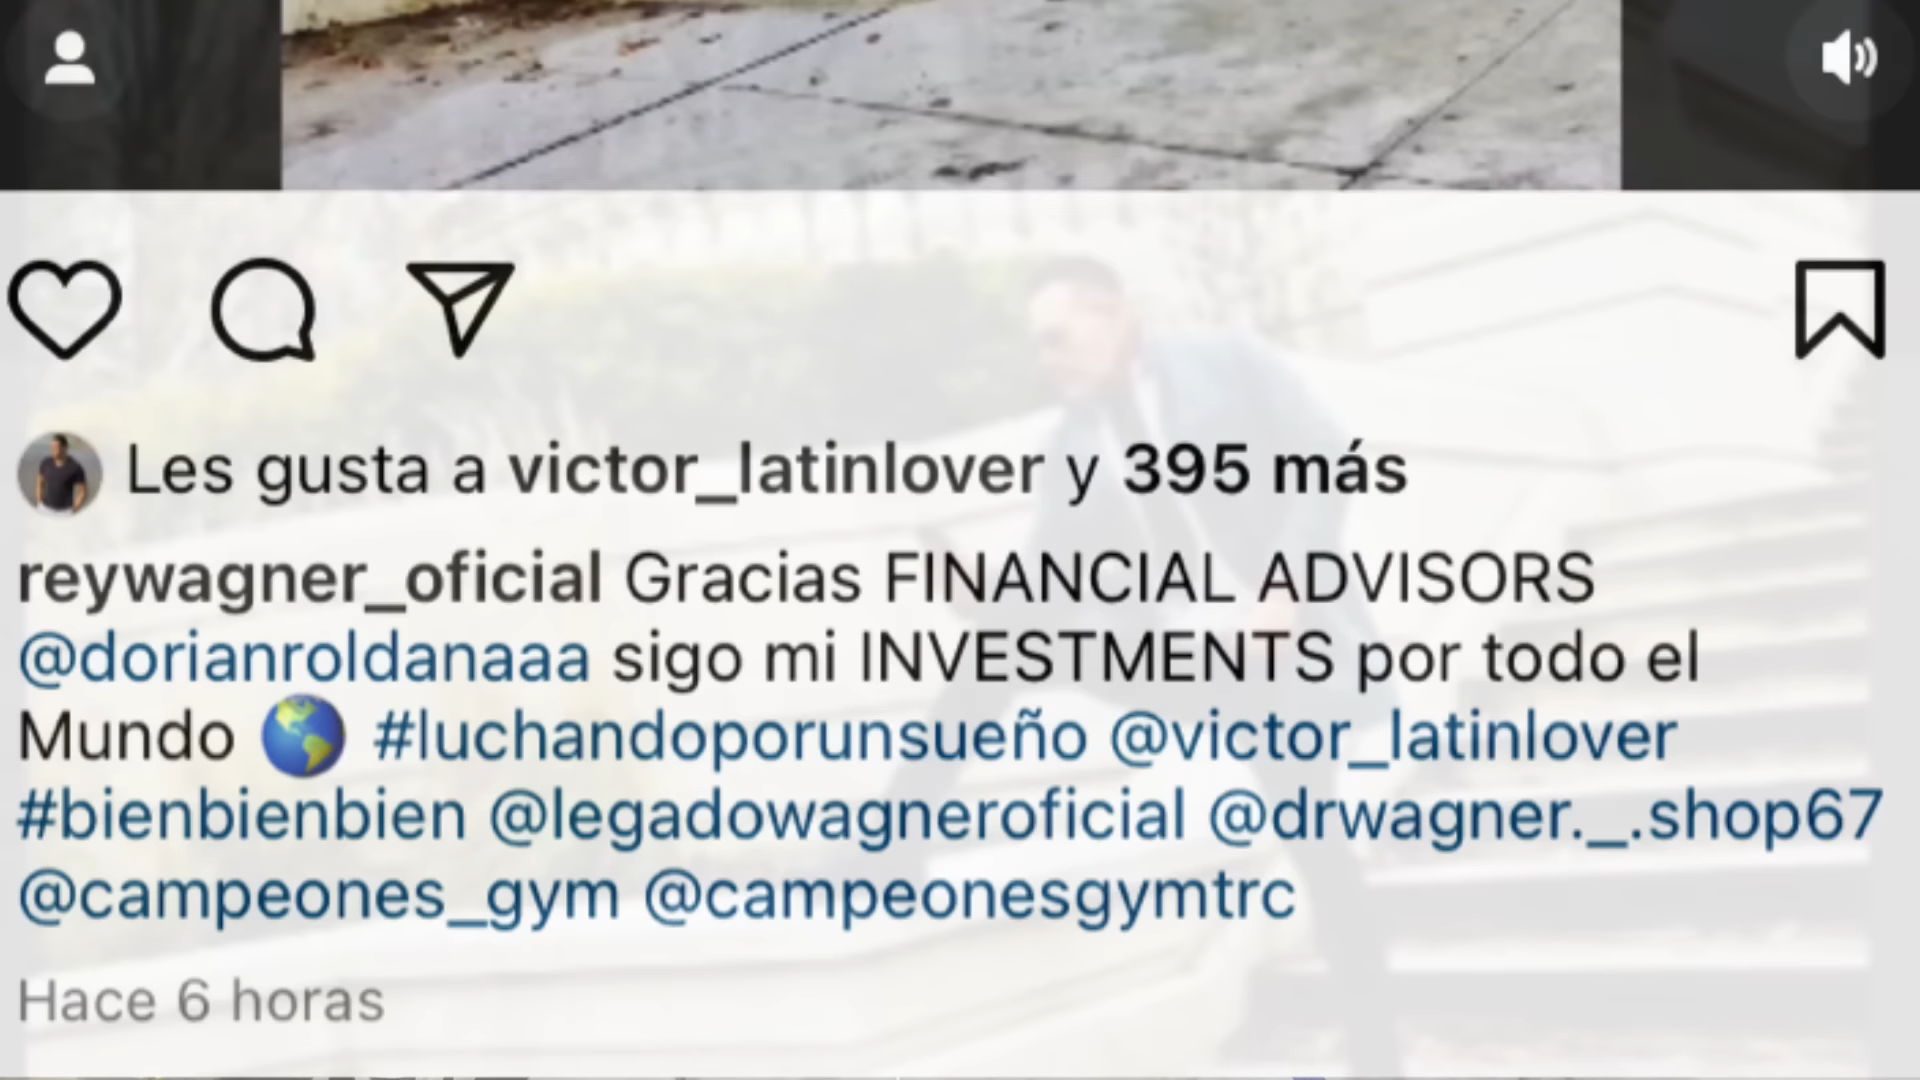 Les gusta a victor_latinlover y 395 más
reywagner_oficial Gracias FINANCIAL ADVISORS
@dorianroldanaaa sigo mi INVESTMENTS por todo el
Mundo 🌎 #luchandoporunsueño @victor_latinlover
#bienbienbien @legadowagneroficial @drwagner._.shop67
@campeones_gym @campeonesgymtrc
Hace 6 horas